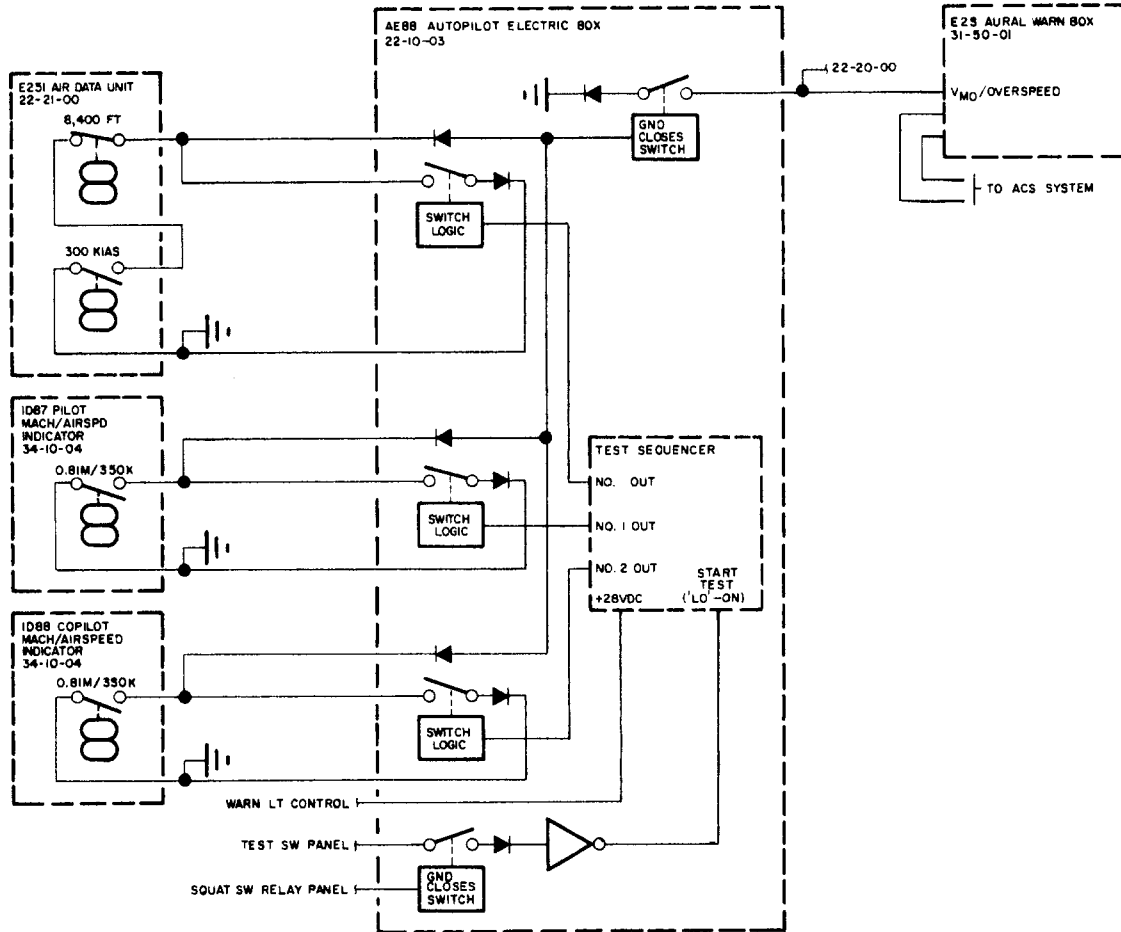 AE88 AUTOPILOT ELECTRIC BOX
22-10-03
E25 AURAL WARN BOX
31-50-01
22-20-00
V MO/OVERSPEED
TO ACS SYSTEM
E251 AIR DATA UNIT
22-21-00
8,400 FT
300 KIAS
GND
CLOSES
SWITCH
SWITCH
LOGIC
ID87 PILOT
MACH/AIRSPD
INDICATOR
34-10-04
0.81M/350K
SWITCH
LOGIC
TEST SEQUENCER
NO. OUT
NO. 1 OUT
NO. 2 OUT
+28VDC
START
TEST
('LO'-ON)
ID88 COPILOT
MACH/AIRSPEED
INDICATOR
34-10-04
0.81M/350K
SWITCH
LOGIC
WARN LT CONTROL
TEST SW PANEL
SQUAT SW RELAY PANEL
GND
CLOSES
SWITCH